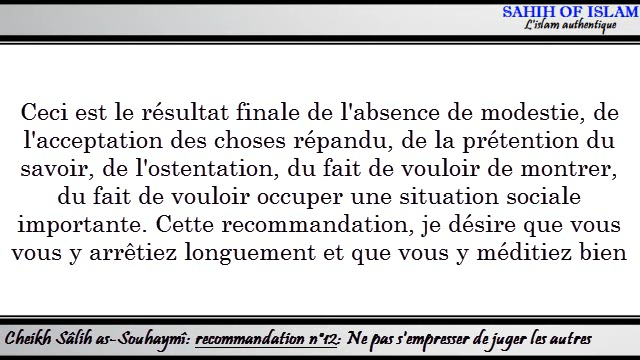 SAHIH OF ISLAM
L'islam authentique
Ceci est le résultat finale de l'absence de modestie, de
l'acceptation des choses répandu, de la prétention du
savoir, de l'ostentation, du fait de vouloir de montrer,
du fait de vouloir occuper une situation sociale
importante. Cette recommandation, je désire que vous
vous y arrêtiez longuement et que vous y méditiez bien
Cheikh Sâlih as-Souhaymî: recommandation n°12: Ne pas s'empresser de juger les autres